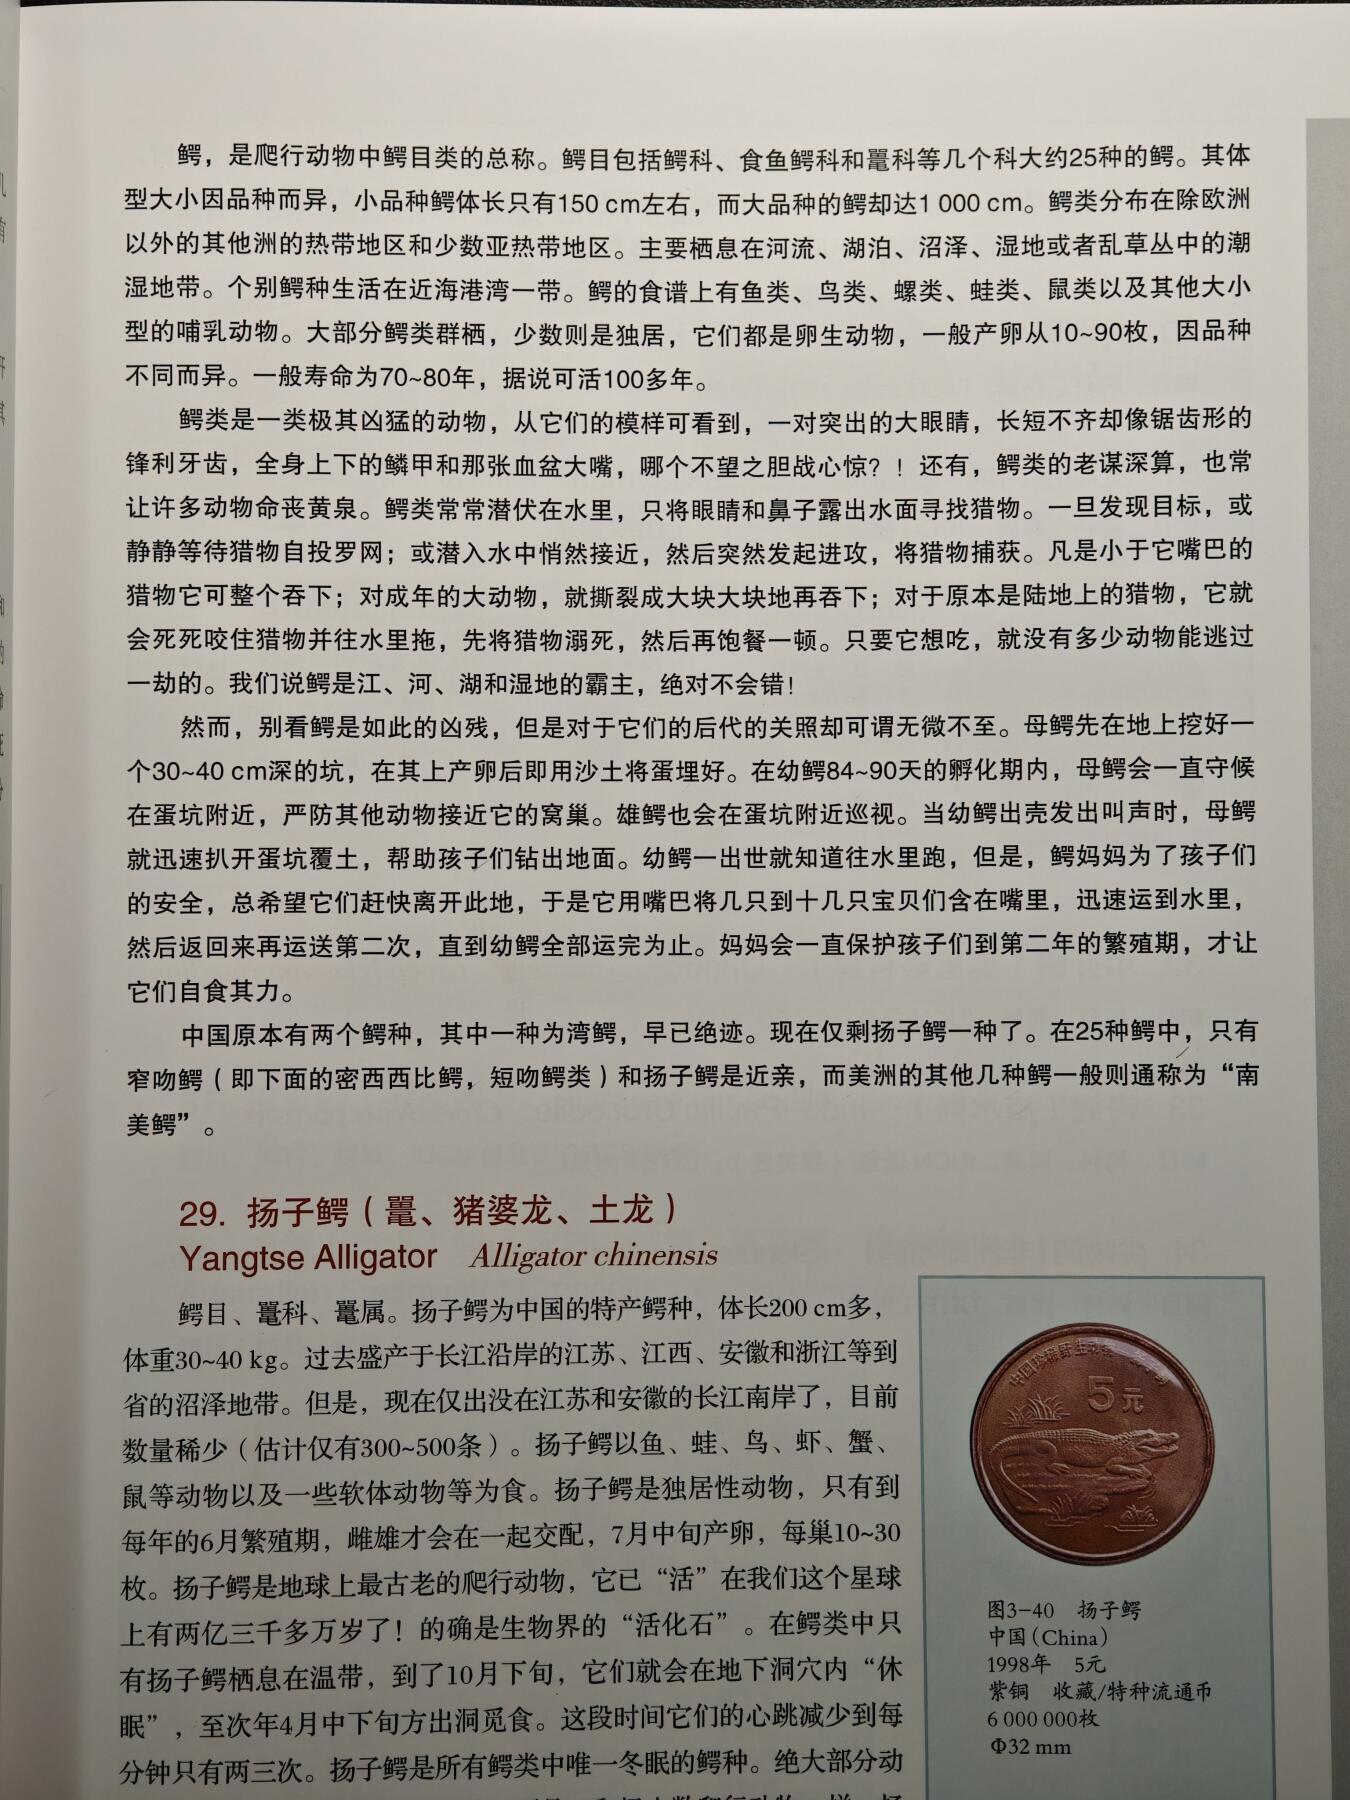 鳄，是爬行动物中鳄目类的总称。鳄目包括鳄科、食鱼鳄科和鼍科等几个科大约25种的鳄。其体
型大小因品种而异，小品种鳄体长只有150 cm左右，而大品种的鳄却达1 000 cm。鳄类分布在除欧洲
以外的其他洲的热带地区和少数亚热带地区。主要栖息在河流、湖泊、沼泽、湿地或者乱草丛中的潮
湿地带。个别鳄种生活在近海港湾一带。鳄的食谱上有鱼类、鸟类、螺类、蛙类、鼠类以及其他大小
型的哺乳动物。大部分鳄类群栖，少数则是独居，它们都是卵生动物，一般产卵从10~90枚，因品种
不同而异。一般寿命为70~80年，据说可活100多年。
鳄类是一类极其凶猛的动物，从它们的模样可看到，一对突出的大眼睛，长短不齐却像锯齿形的
锋利牙齿，全身上下的鳞甲和那张血盆大嘴，哪个不望之胆战心惊？！还有，鳄类的老谋深算，也常
让许多动物命丧黄泉。鳄类常常潜伏在水里，只将眼睛和鼻子露出水面寻找猎物。一旦发现目标，或
静静等待猎物自投罗网；或潜入水中悄然接近，然后突然发起进攻，将猎物捕获。凡是小于它嘴巴的
猎物它可整个吞下；对成年的大动物，就撕裂成大块大块地再吞下；对于原本是陆地上的猎物，它就
会死死咬住猎物并往水里拖，先将猎物溺死，然后再饱餐一顿。只要它想吃，就没有多少动物能逃过
一劫的。我们说鳄是江、河、湖和湿地的霸主，绝对不会错！
然而，别看鳄是如此的凶残，但是对于它们的后代的关照却可谓无微不至。母鳄先在地上挖好一
个30~40 cm深的坑，在其上产卵后即用沙土将蛋埋好。在幼鳄84~90天的孵化期内，母鳄会一直守候
在蛋坑附近，严防其他动物接近它的窝巢。雄鳄也会在蛋坑附近巡视。当幼鳄出壳发出叫声时，母鳄
就迅速扒开蛋坑覆土，帮助孩子们钻出地面。幼鳄一出世就知道往水里跑，但是，鳄妈妈为了孩子们
的安全，总希望它们赶快离开此地，于是它用嘴巴将几只到十几只宝贝们含在嘴里，迅速运到水里，
然后返回来再运送第二次，直到幼鳄全部运完为止。妈妈会一直保护孩子们到第二年的繁殖期，才让
它们自食其力。
中国原本有两个鳄种，其中一种为湾鳄，早已绝迹。现在仅剩扬子鳄一种了。在25种鳄中，只有
窄吻鳄（即下面的密西西比鳄，短吻鳄类）和扬子鳄是近亲，而美洲的其他几种鳄一般则通称为“南
美鳄”。
29. 扬子鳄（鼍、猪婆龙、土龙）
Yangtse Alligator Alligator chinensis
鳄目、鼍科、鼍属。扬子鳄为中国的特产鳄种，体长200 cm多，
体重30~40 kg。过去盛产于长江沿岸的江苏、江西、安徽和浙江等到
省的沼泽地带。但是，现在仅出没在江苏和安徽的长江南岸了，目前
数量稀少（估计仅有300~500条）。扬子鳄以鱼、蛙、鸟、虾、蟹、
鼠等动物以及一些软体动物等为食。扬子鳄是独居性动物，只有到
每年的6月繁殖期，雌雄才会在一起交配，7月中旬产卵，每巢10~30
枚。扬子鳄是地球上最古老的爬行动物，它已“活”在我们这个星球
上有两亿三千多万岁了！的确是生物界的“活化石”。在鳄类中只
有扬子鳄栖息在温带，到了10月下旬，它们就会在地下洞穴内“休
眠”，至次年4月中下旬方出洞觅食。这段时间它们的心跳减少到每
分钟只有两三次。扬子鳄是所有鳄类中唯一冬眠的鳄种。绝大部分动
中国珍稀野生动物
5元
图3-40 扬子鳄
中国（China）
1998年 5元
紫铜 收藏/特种流通币
6 000 000枚
Φ32 mm